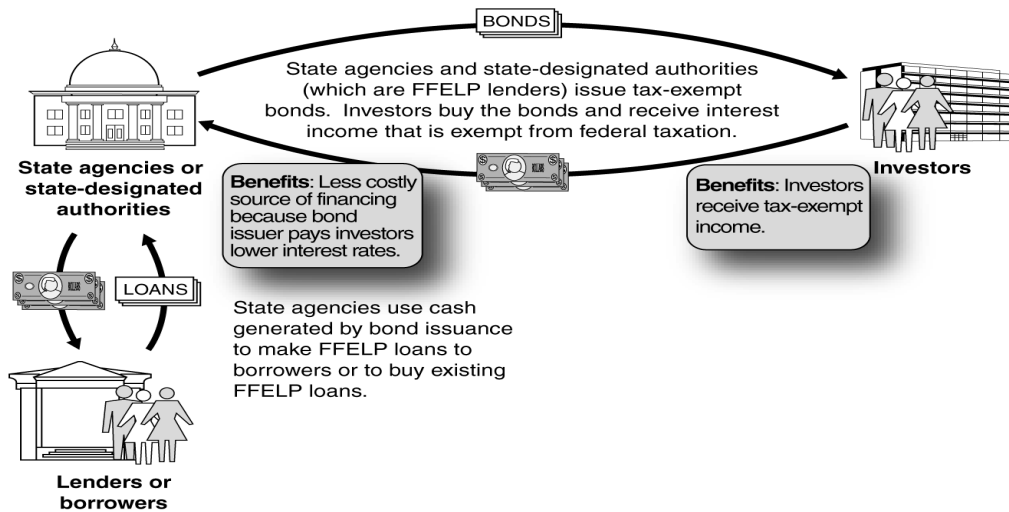 BONDS
State agencies and state-designated authorities
(which are FFELP lenders) issue tax-exempt
bonds. Investors buy the bonds and receive interest
income that is exempt from federal taxation.
State agencies or
state-designated
authorities
Investors
Benefits: Less costly
source of financing
because bond
issuer pays investors
lower interest rates.
Benefits: Investors
receive tax-exempt
income.
LOANS
State agencies use cash
generated by bond issuance
to make FFELP loans to
borrowers or to buy existing
FFELP loans.
Lenders or
borrowers